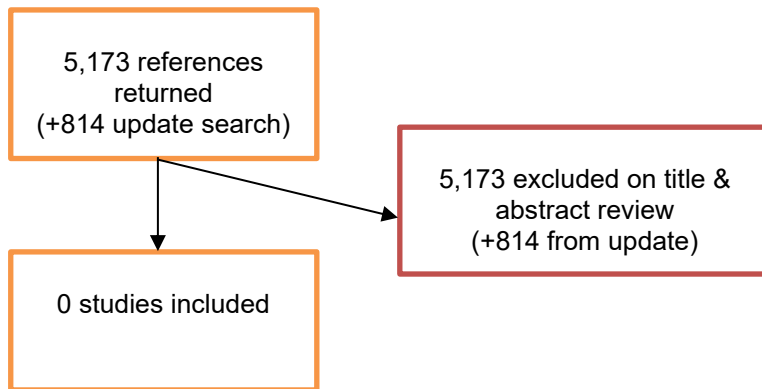 5,173 references
returned
(+814 update search)
5,173 excluded on title &
abstract review
(+814 from update)
0 studies included